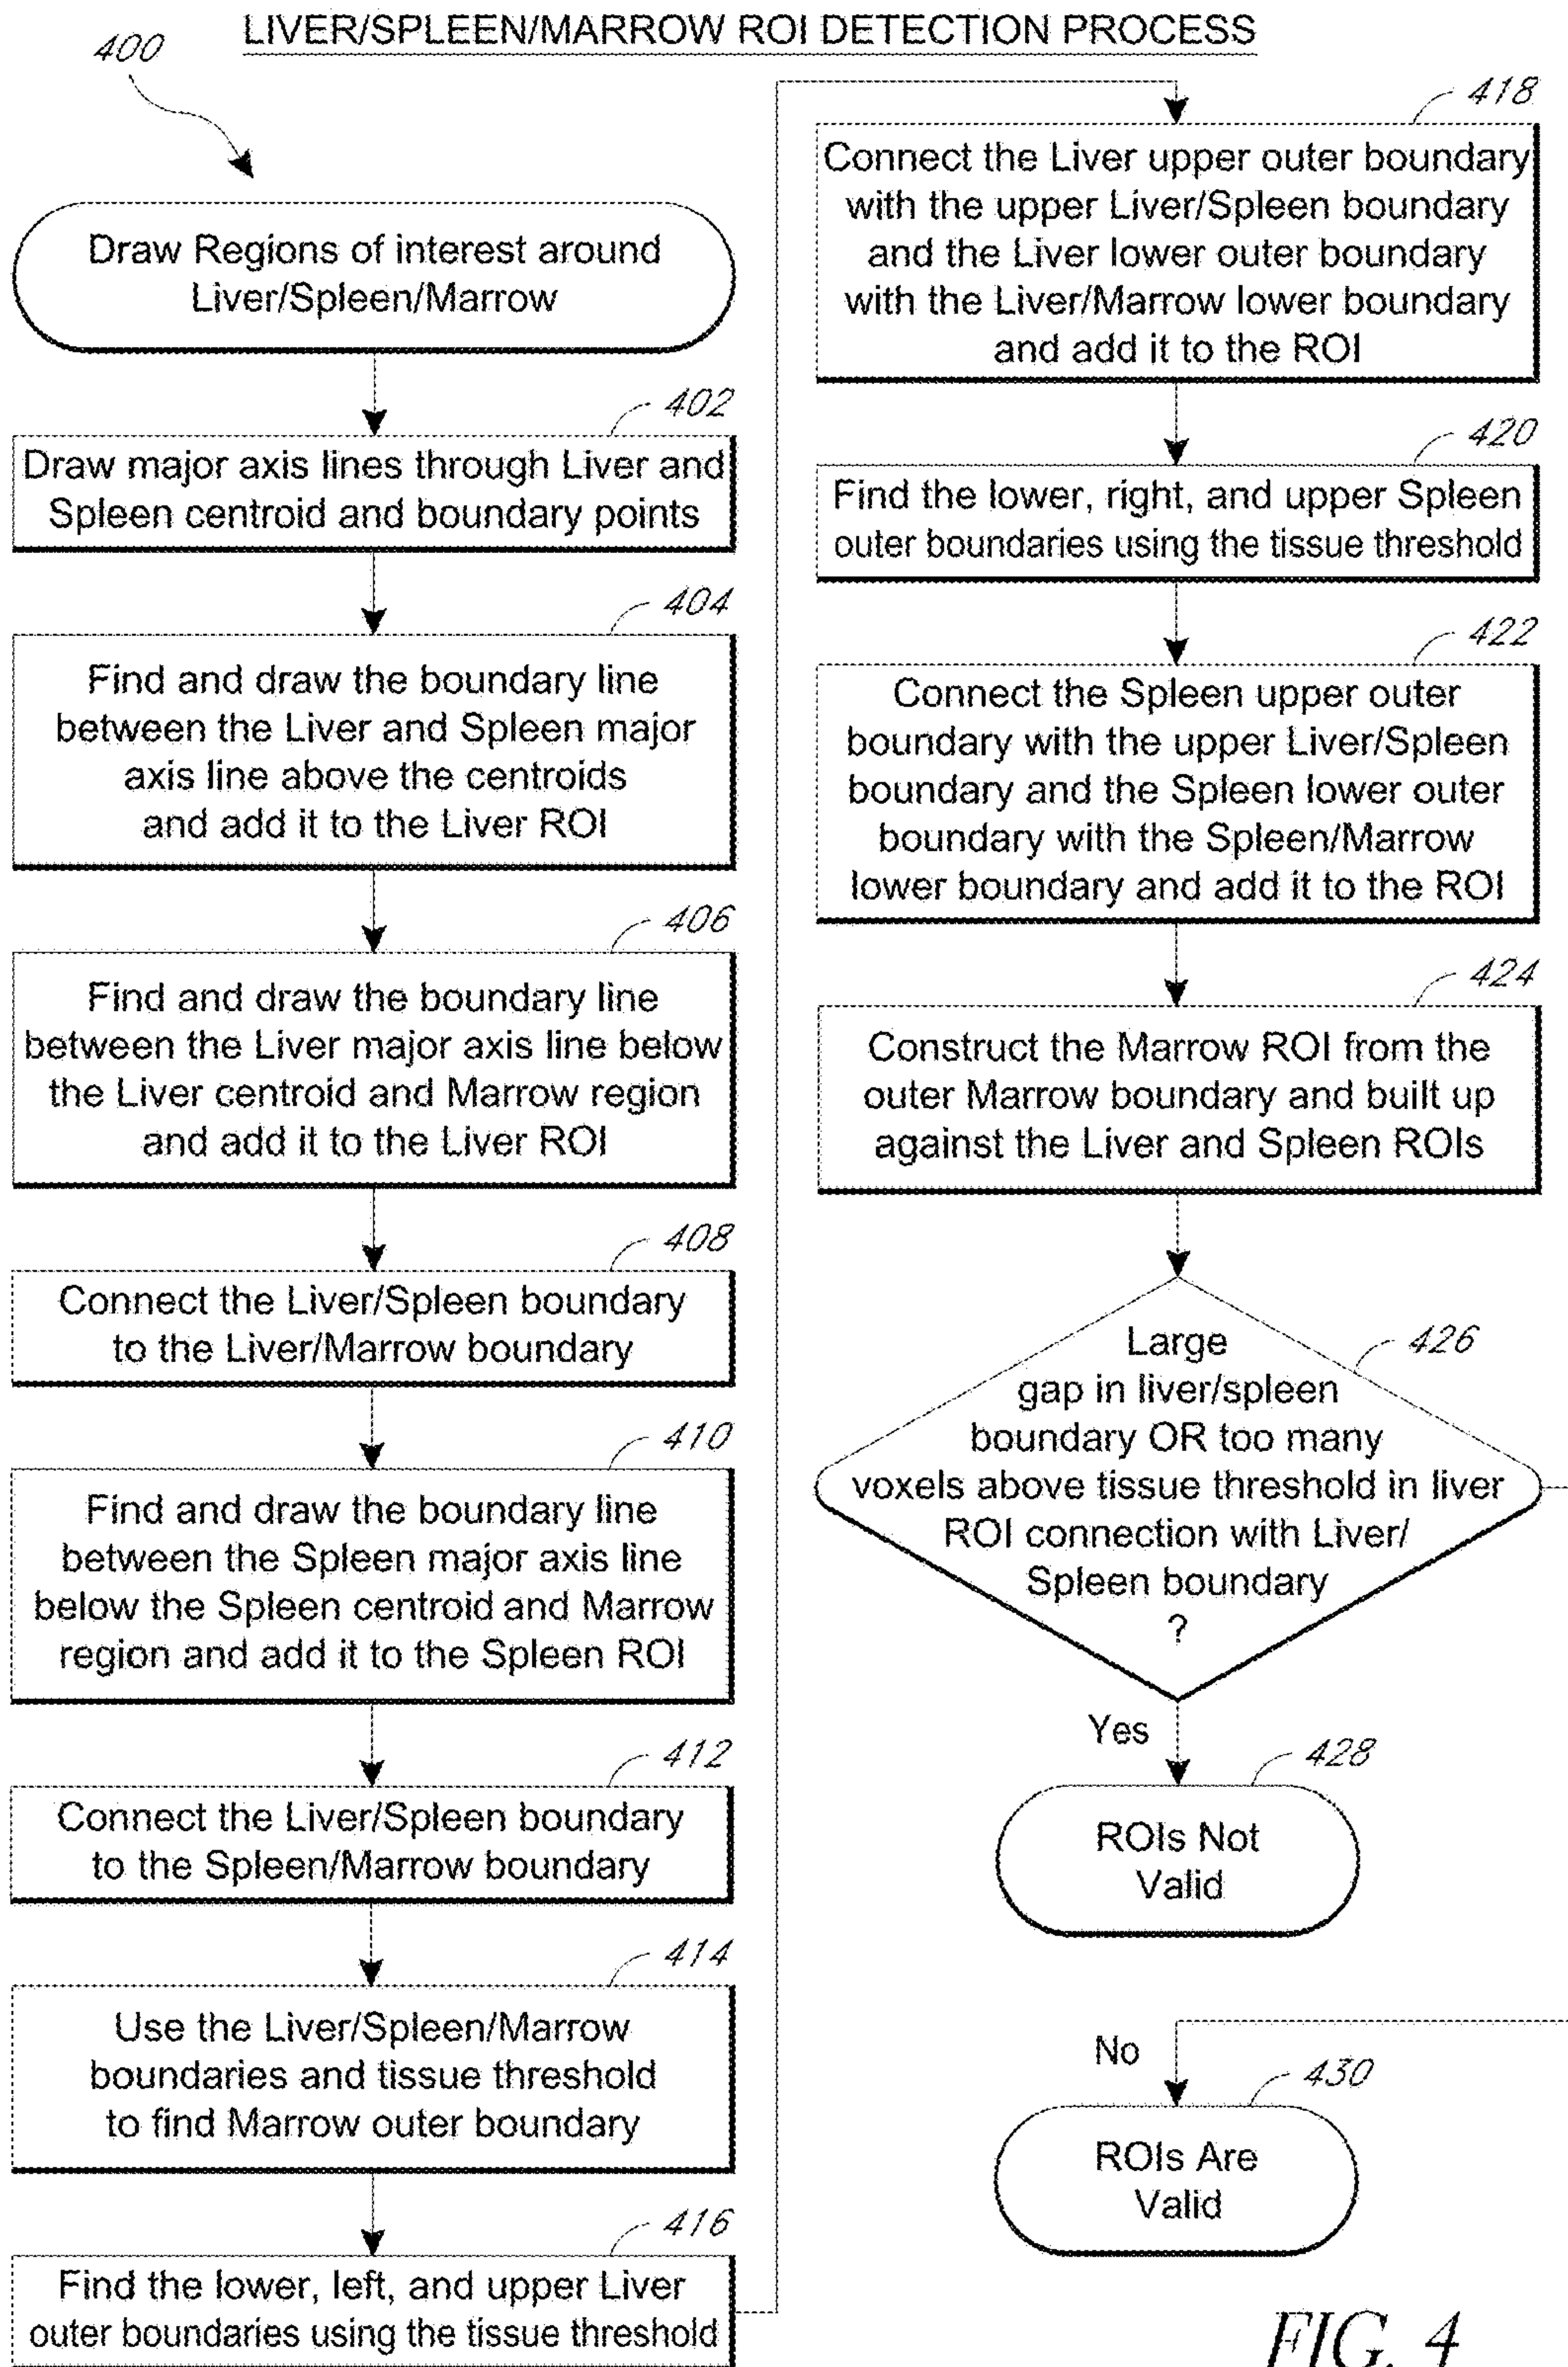 LIVER/SPLEEN/MARROW ROI DETECTION PROCESS
400
Draw Regions of interest around
Liver/Spleen/Marrow
402
Draw major axis lines through Liver and
Spleen centroid and boundary points
404
Find and draw the boundary line
between the Liver and Spleen major
axis line above the centroids
and add it to the Liver ROI
406
Find and draw the boundary line
between the Liver major axis line below
the Liver centroid and Marrow region
and add it to the Liver ROI
408
Connect the Liver/Spleen boundary
to the Liver/Marrow boundary
410
Find and draw the boundary line
between the Spleen major axis line
below the Spleen centroid and Marrow
region and add it to the Spleen ROI
412
Connect the Liver/Spleen boundary
to the Spleen/Marrow boundary
414
Use the Liver/Spleen/Marrow
boundaries and tissue threshold
to find Marrow outer boundary
416
Find the lower, left, and upper Liver
outer boundaries using the tissue threshold
418
Connect the Liver upper outer boundary
with the upper Liver/Spleen boundary
and the Liver lower outer boundary
with the Liver/Marrow lower boundary
and add it to the ROI
420
Find the lower, right, and upper Spleen
outer boundaries using the tissue threshold
422
Connect the Spleen upper outer
boundary with the upper Liver/Spleen
boundary and the Spleen lower outer
boundary with the Spleen/Marrow
lower boundary and add it to the ROI
424
Construct the Marrow ROI from the
outer Marrow boundary and built up
against the Liver and Spleen ROIs
426
Large
gap in liver/spleen
boundary OR too many
voxels above tissue threshold in liver
ROI connection with Liver/
Spleen boundary
?
Yes
428
ROIs Not
Valid
No
430
ROIs Are
Valid
FIG. 4